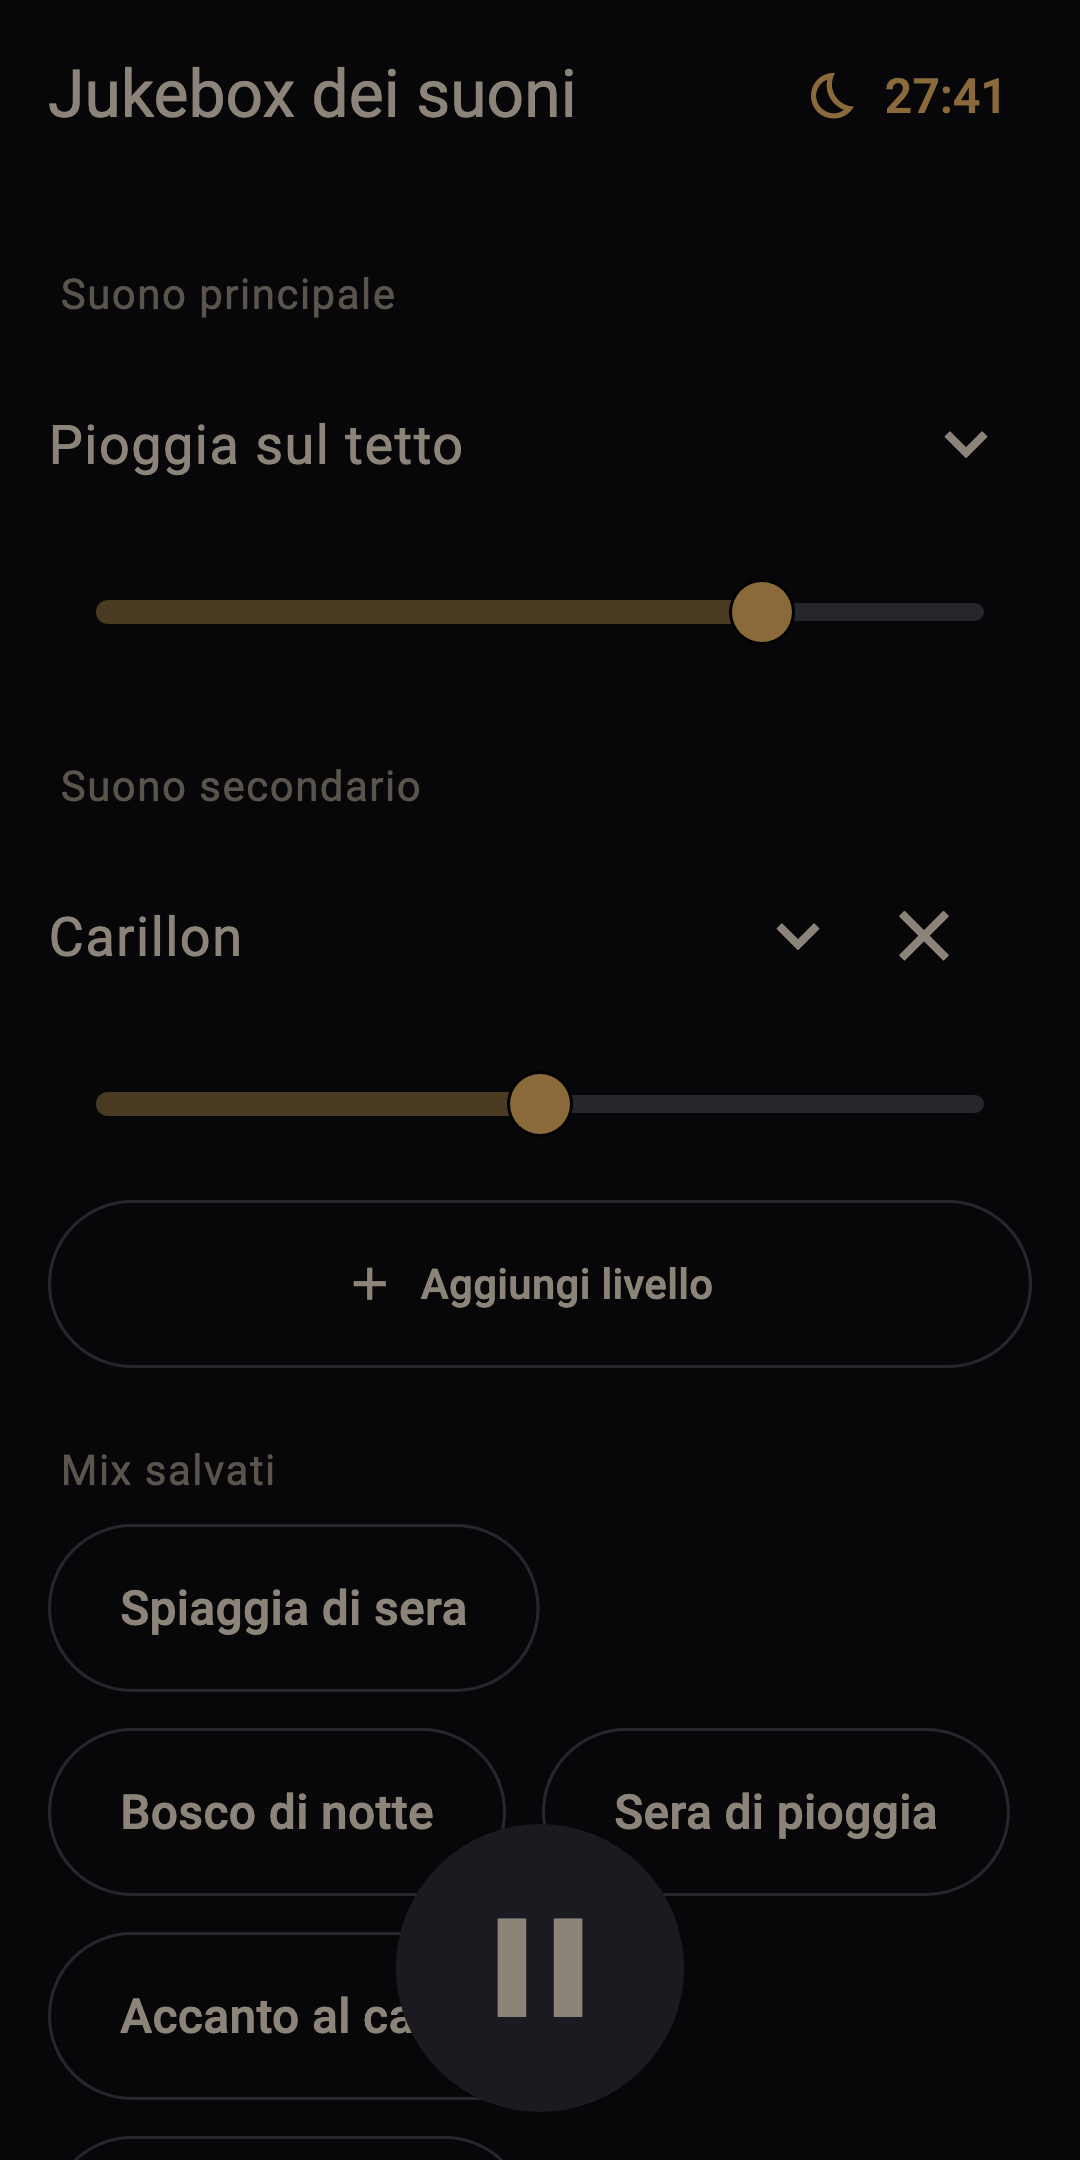 Jukebox dei suoni
27:41
Suono principale
Pioggia sul tetto
Suono secondario
Carillon
Aggiungi livello
Mix salvati
Spiaggia di sera
Bosco di notte
Sera di pioggia
Accanto al